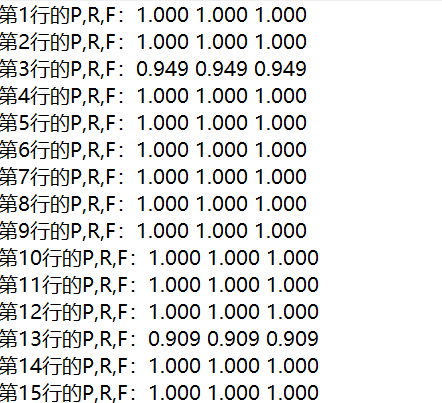 第1行的P,R,F：1.000 1.000 1.000
第2行的P,R,F：1.000 1.000 1.000
第3行的P,R,F：0.949 0.949 0.949
第4行的P,R,F：1.000 1.000 1.000
第5行的P,R,F：1.000 1.000 1.000
第6行的P,R,F：1.000 1.000 1.000
第7行的P,R,F：1.000 1.000 1.000
第8行的P,R,F：1.000 1.000 1.000
第9行的P,R,F：1.000 1.000 1.000
第10行的P,R,F：1.000 1.000 1.000
第11行的P,R,F：1.000 1.000 1.000
第12行的P,R,F：1.000 1.000 1.000
第13行的P,R,F：0.909 0.909 0.909
第14行的P,R,F：1.000 1.000 1.000
第15行的P,R,F：1.000 1.000 1.000